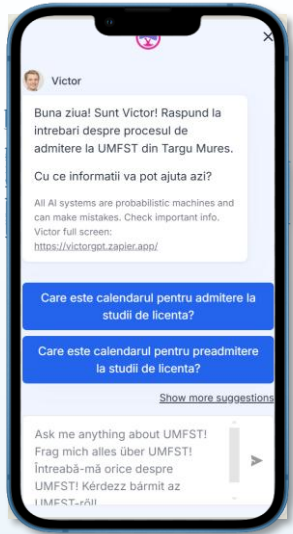 Victor
Buna ziua! Sunt Victor! Raspund la
intrebari despre procesul de
admitere la UMFST din Targu Mures.
Cu ce informatii va pot ajuta azi?
All AI systems are probabilistic machines and
can make mistakes. Check important info.
Victor full screen:
https://victorgpt.zapier.app/
Care este calendarul pentru admitere la
studii de licenta?
Care este calendarul pentru preadmitere
la studii de licenta?
Show more suggestions
Ask me anything about UMFST!
Frag mich alles über UMFST!
Întreabă-mă orice despre
UMFST! Kérdezz bármit az
UMFST-ről!